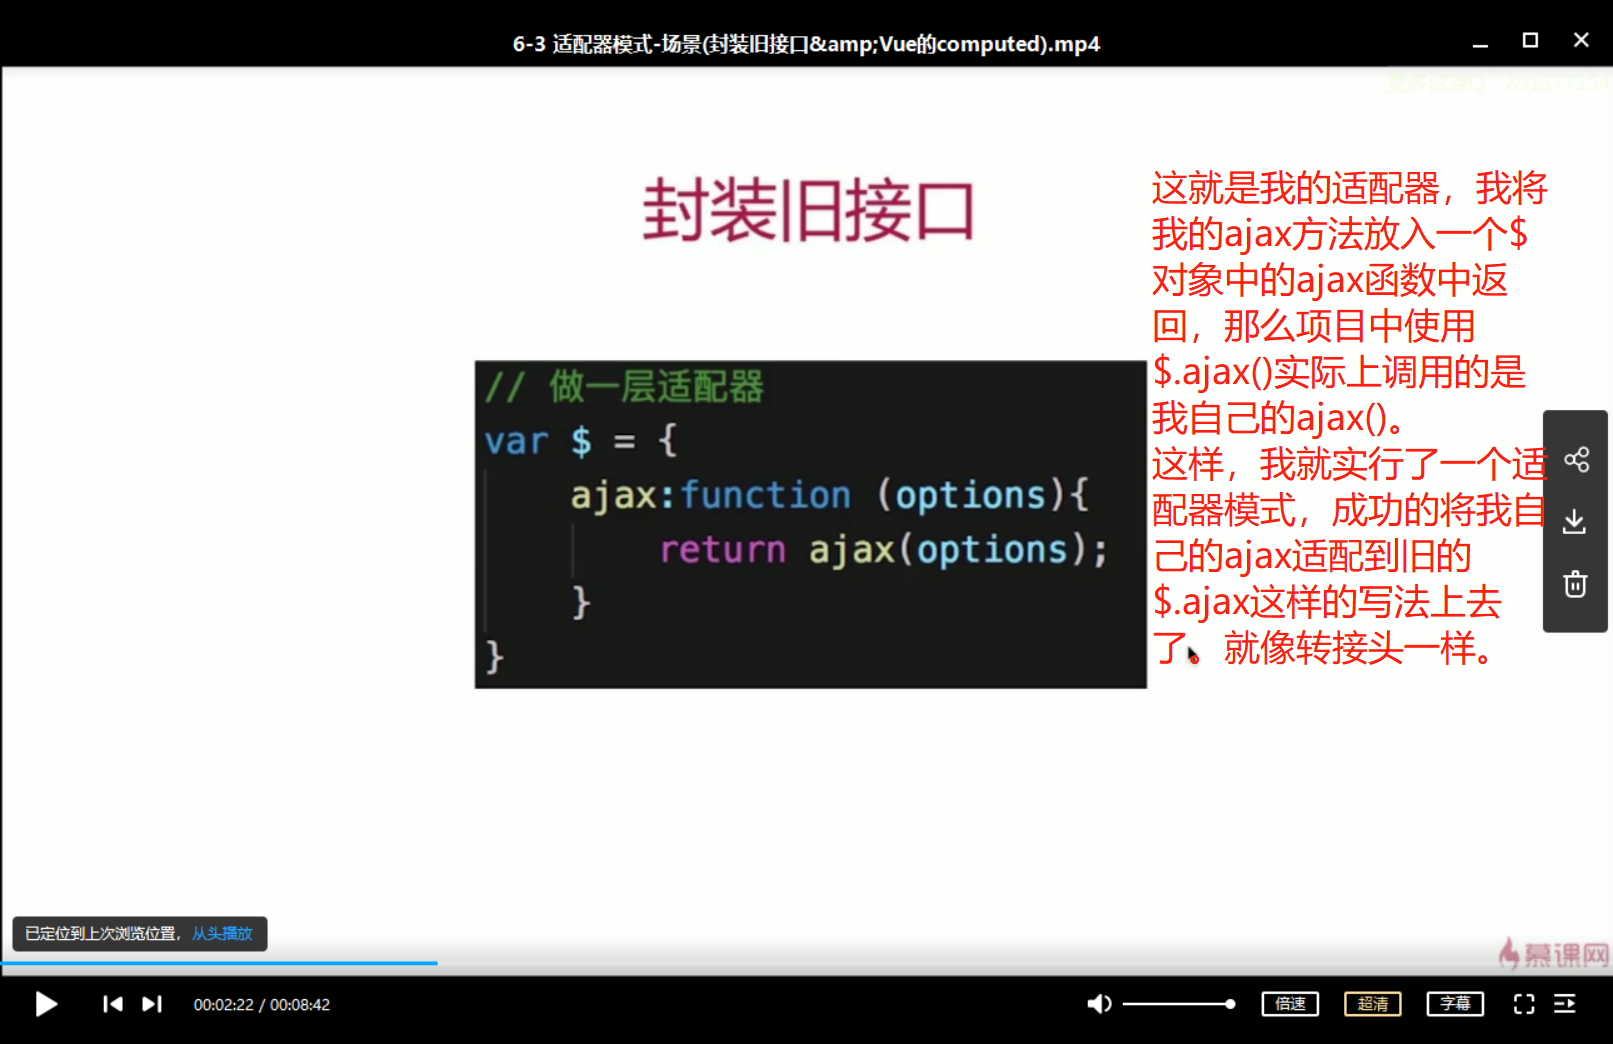 6-3 适配器模式-场景(封装旧接口&amp;Vue的computed).mp4
封装旧接口
这就是我的适配器，我将
我的ajax方法放入一个$
对象中的ajax函数中返
回，那么项目中使用
$.ajax()实际上调用的是
我自己的ajax()。
这样，我就实行了一个适
配器模式，成功的将我自
己的ajax适配到旧的
$.ajax这样的写法上去
了。就像转接头一样。
// 做一层适配器
var $ = {
ajax:function (options){
return ajax(options);
}
}
已定位到上次浏览位置，从头播放
慕课网
00:02:22 / 00:08:42
倍速
超清
字幕